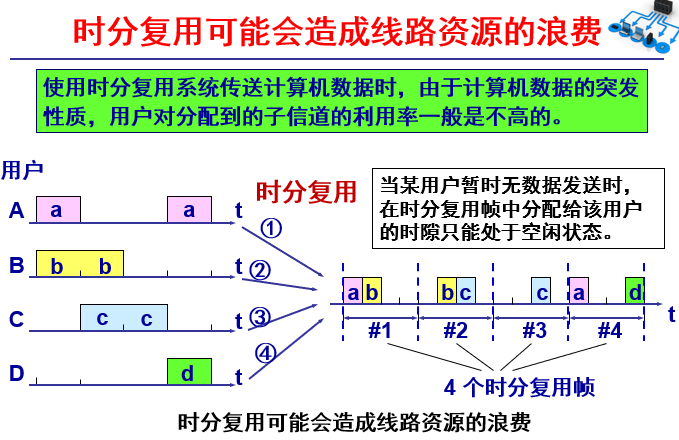 时分复用可能会造成线路资源的浪费
使用时分复用系统传送计算机数据时，由于计算机数据的突发
性质，用户对分配到的子信道的利用率一般是不高的。
用户
A a a t
B b b t
C c c t
D d t
①
②
③
④
时分复用
当某用户暂时无数据发送时，
在时分复用帧中分配给该用户
的时隙只能处于空闲状态。
a b b c c a d t
#1 #2 #3 #4
4 个时分复用帧
时分复用可能会造成线路资源的浪费